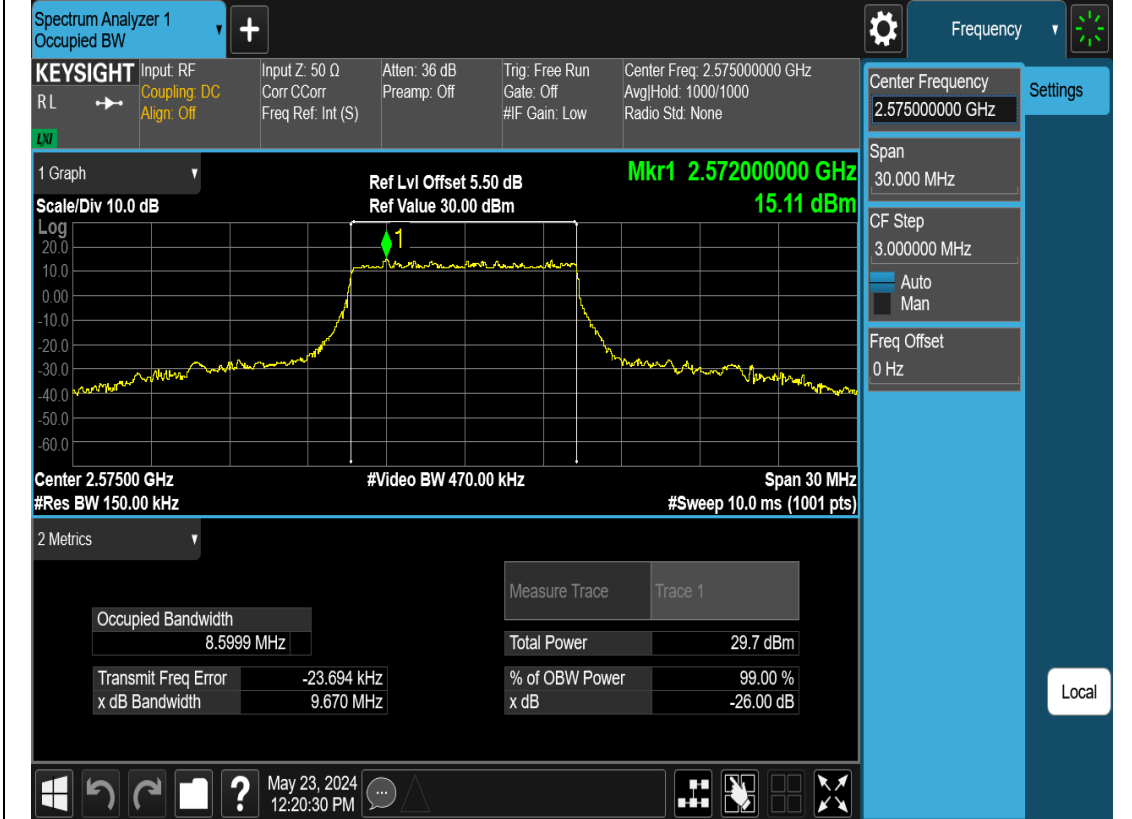 Spectrum Analyzer 1
Occupied BW
Frequency
KEYSIGHT
R L
LXI
Input: RF
Coupling: DC
Align: Off
Input Z: 50 Ω
Corr CCorr
Freq Ref: Int (S)
Atten: 36 dB
Preamp: Off
Trig: Free Run
Gate: Off
#IF Gain: Low
Center Freq: 2.575000000 GHz
Avg|Hold: 1000/1000
Radio Std: None
Center Frequency
2.575000000 GHz
Settings
Span
30.000 MHz
CF Step
3.000000 MHz
Auto
Man
Freq Offset
0 Hz
Local
1 Graph
Scale/Div 10.0 dB
Ref Lvl Offset 5.50 dB
Ref Value 30.00 dBm
Mkr1 2.572000000 GHz
15.11 dBm
Log
20.0
10.0
0.00
-10.0
-20.0
-30.0
-40.0
-50.0
-60.0
1
Center 2.57500 GHz
#Video BW 470.00 kHz
Span 30 MHz
#Res BW 150.00 kHz
#Sweep 10.0 ms (1001 pts)
2 Metrics
Measure Trace
Trace 1
Occupied Bandwidth
8.5999 MHz
Total Power
29.7 dBm
Transmit Freq Error
-23.694 kHz
% of OBW Power
99.00 %
x dB Bandwidth
9.670 MHz
x dB
-26.00 dB
?
May 23, 2024
12:20:30 PM